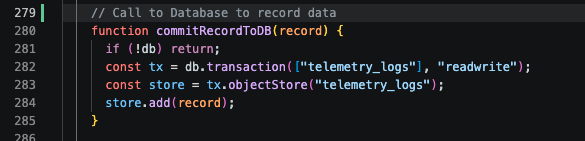 279 // Call to Database to record data
280 function commitRecordToDB(record) {
281 if (!db) return;
282 const tx = db.transaction(["telemetry_logs"], "readwrite");
283 const store = tx.objectStore("telemetry_logs");
284 store.add(record);
285 }
286